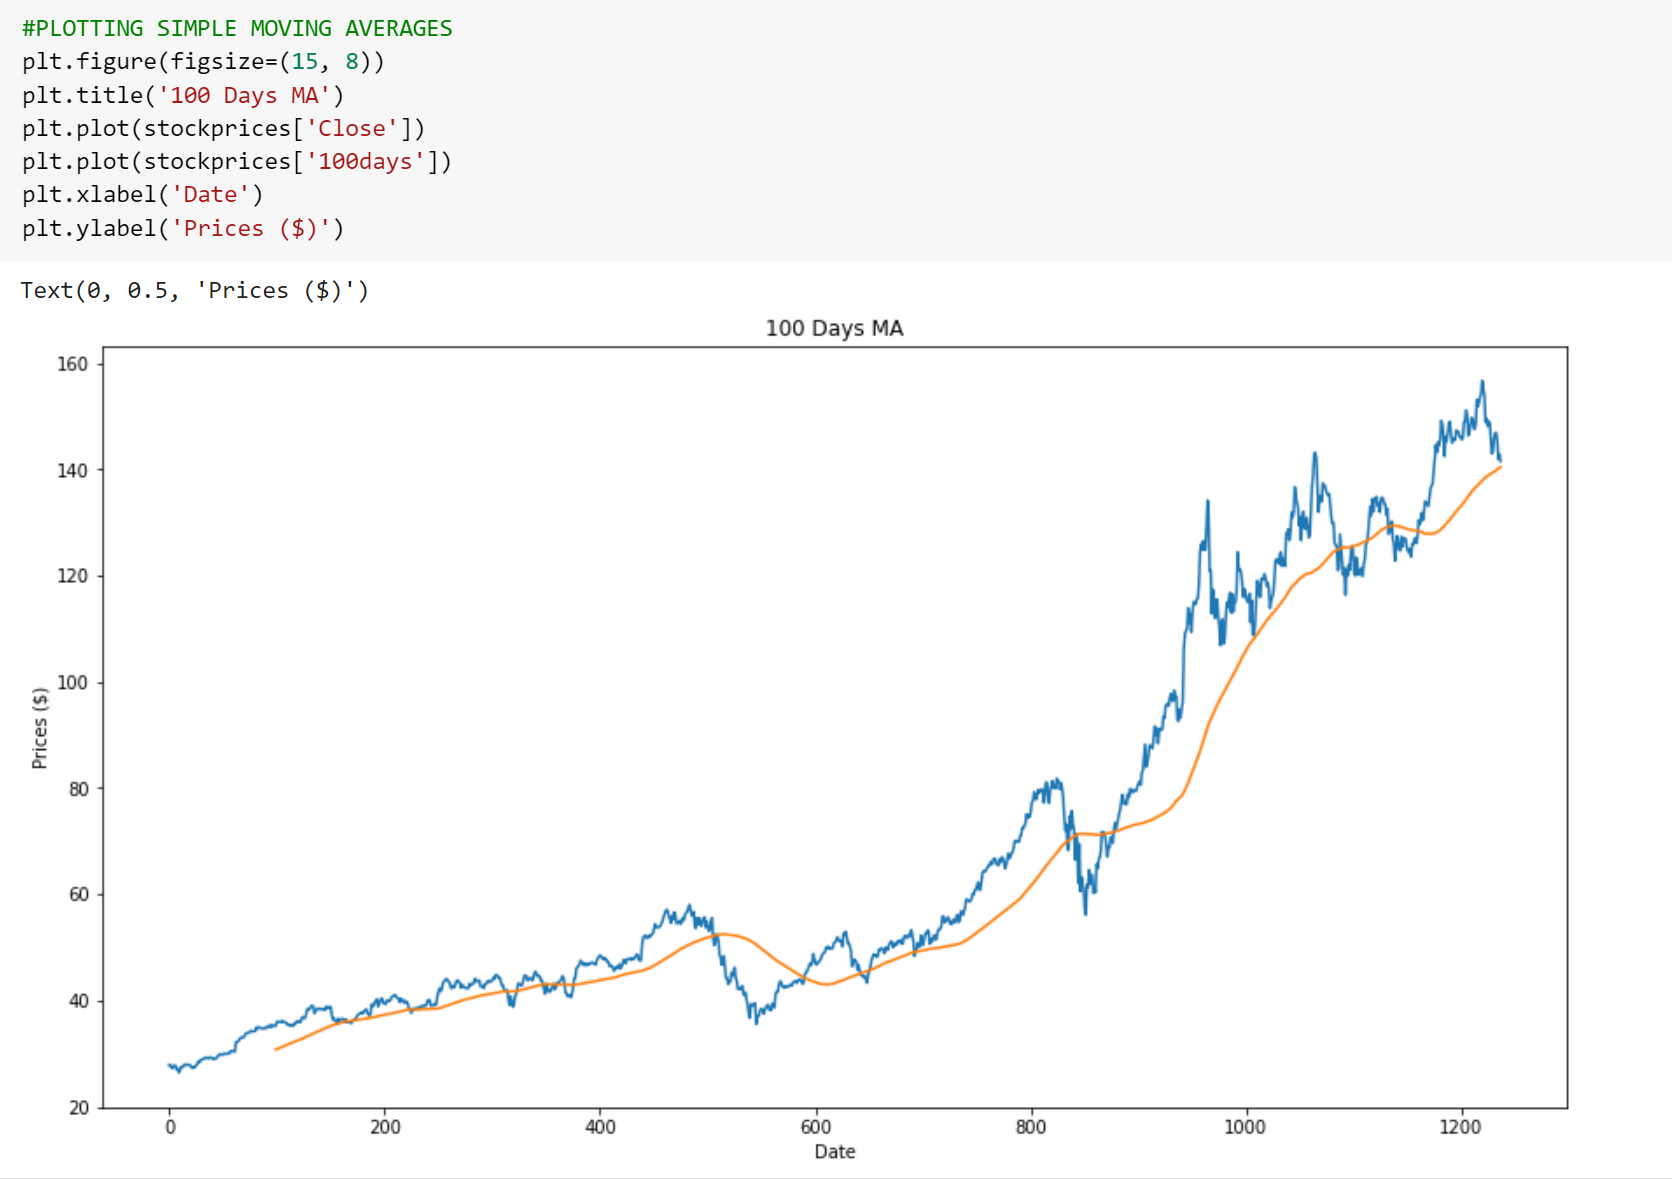 #PLOTTING SIMPLE MOVING AVERAGES
plt.figure(figsize=(15, 8))
plt.title('100 Days MA')
plt.plot(stockprices['Close'])
plt.plot(stockprices['100days'])
plt.xlabel('Date')
plt.ylabel('Prices ($)')
Text(0, 0.5, 'Prices ($)')
100 Days MA
160
140
120
100
80
60
40
20
Prices ($)
0 200 400 600 800 1000 1200
Date